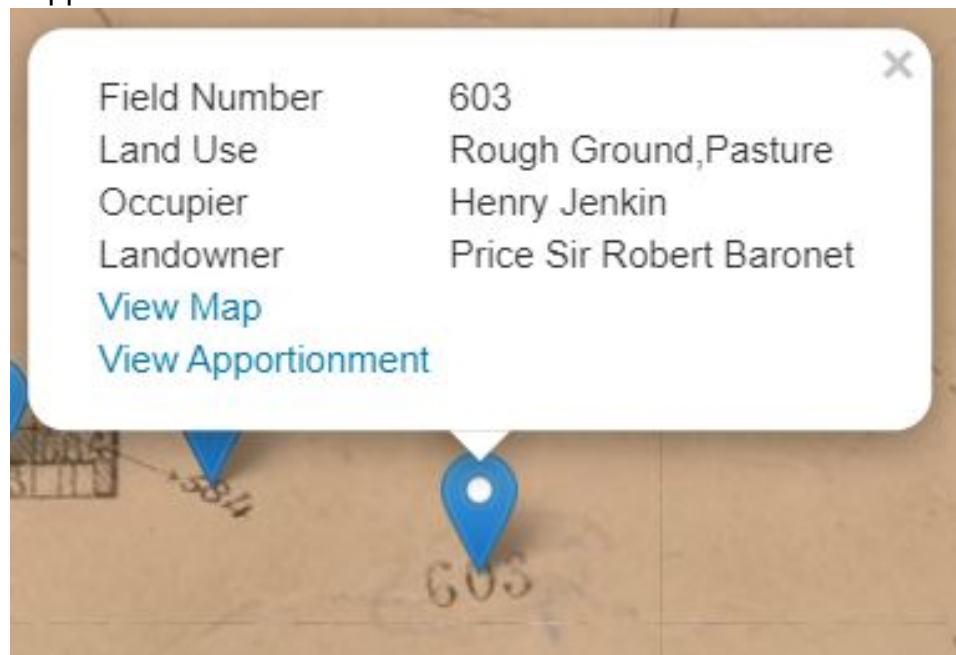 Field Number 603
Land Use Rough Ground,Pasture
Occupier Henry Jenkin
Landowner Price Sir Robert Baronet
View Map
View Apportionment
584
603